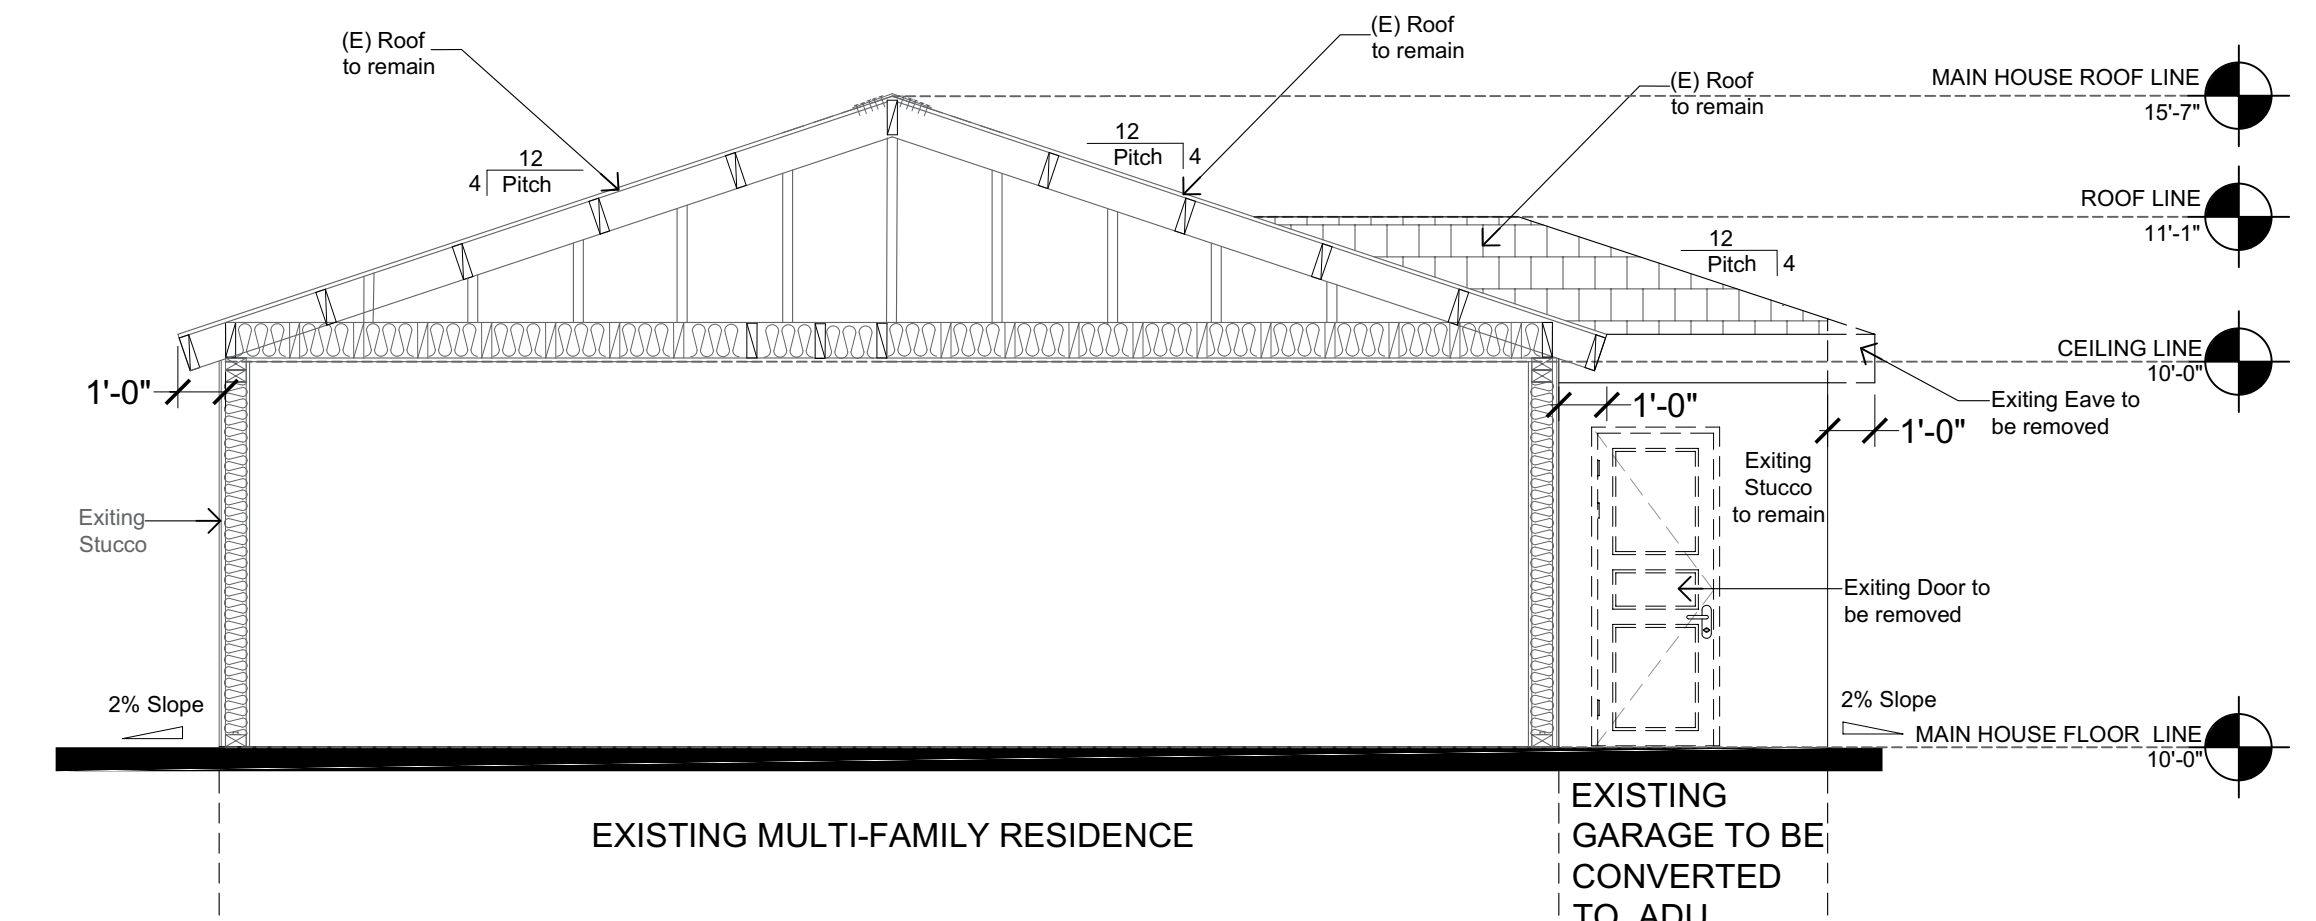 (E) Roof
to remain
(E) Roof
to remain
(E) Roof
to remain
MAIN HOUSE ROOF LINE
15'-7"
12
4
Pitch
12
Pitch
4
ROOF LINE
11'-1"
12
Pitch
4
CEILING LINE
10'-0"
1'-0"
1'-0"
Exiting Eave to
be removed
1'-0"
Exiting
Stucco
to remain
Exiting
Stucco
Exiting Door to
be removed
2% Slope
2% Slope
MAIN HOUSE FLOOR LINE
10'-0"
EXISTING MULTI-FAMILY RESIDENCE
EXISTING
GARAGE TO BE
CONVERTED
TO ADU